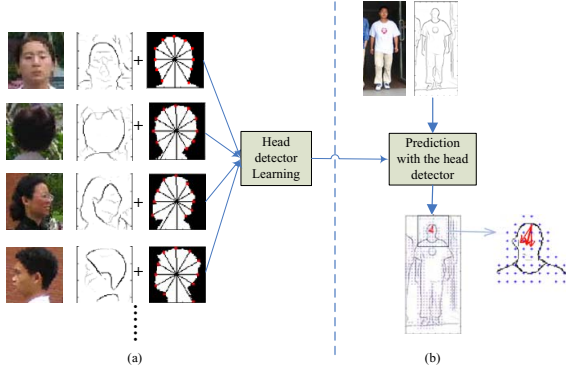 +
+
+
+
Head
detector
Learning
Prediction
with the head
detector
(a)
(b)